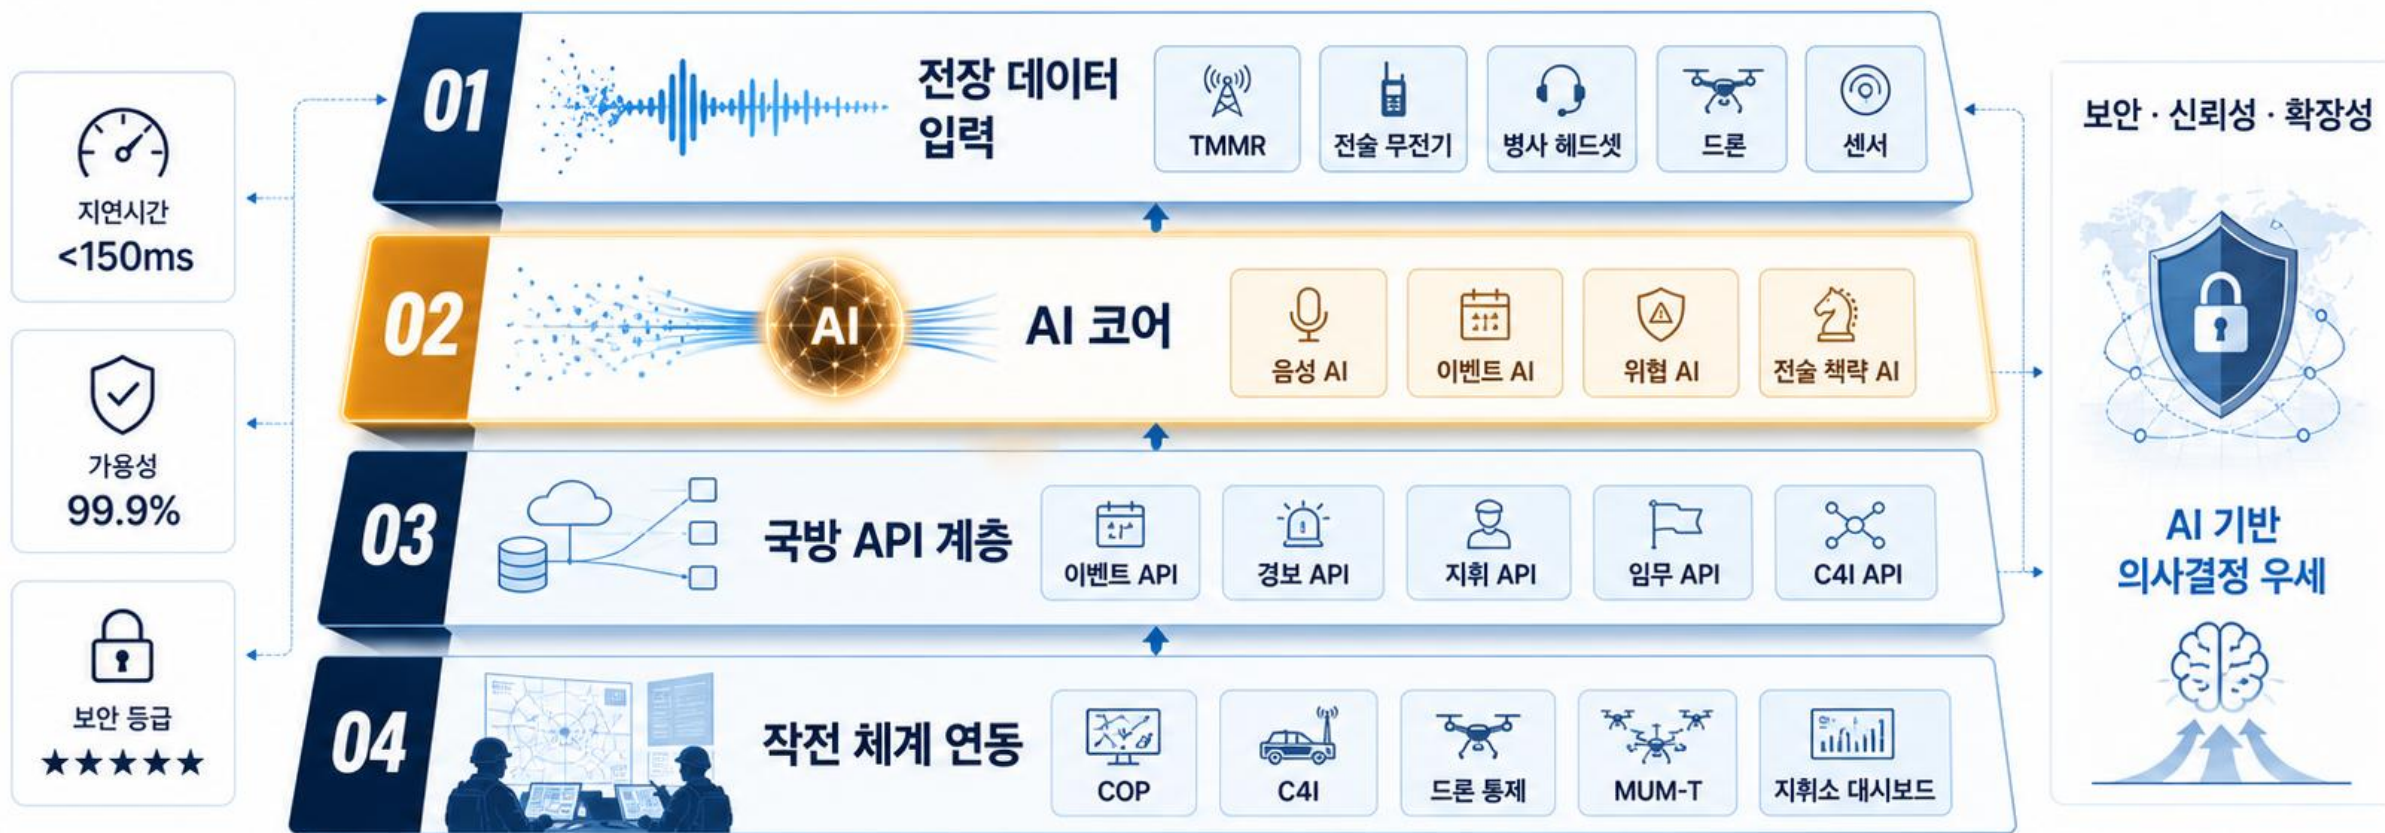 지연시간
<150ms
가용성
99.9%
보안 등급
★★★★★
01
전장 데이터
입력
TMMR
전술 무전기
병사 헤드셋
드론
센서
02
AI
AI 코어
음성 AI
이벤트 AI
위협 AI
전술 책략 AI
03
국방 API 계층
이벤트 API
경보 API
지휘 API
임무 API
C4I API
04
작전 체계 연동
COP
C4I
드론 통제
MUM-T
지휘소 대시보드
보안 · 신뢰성 · 확장성
AI 기반
의사결정 우세